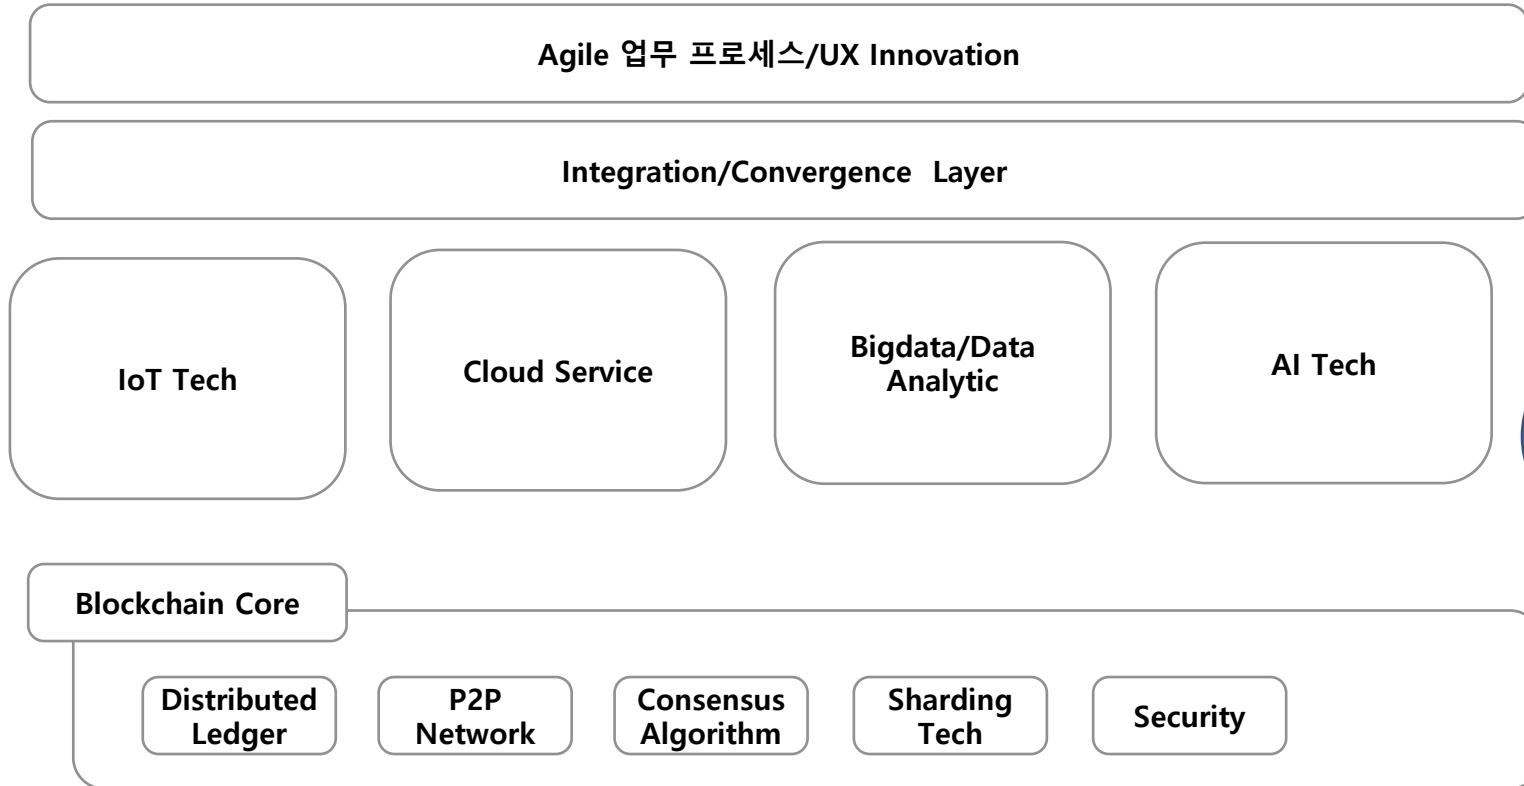 Agile 업무 프로세스/UX Innovation
Integration/Convergence Layer
IoT Tech
Cloud Service
Bigdata/Data
Analytic
AI Tech
Blockchain Core
Distributed
Ledger
P2P
Network
Consensus
Algorithm
Sharding
Tech
Security